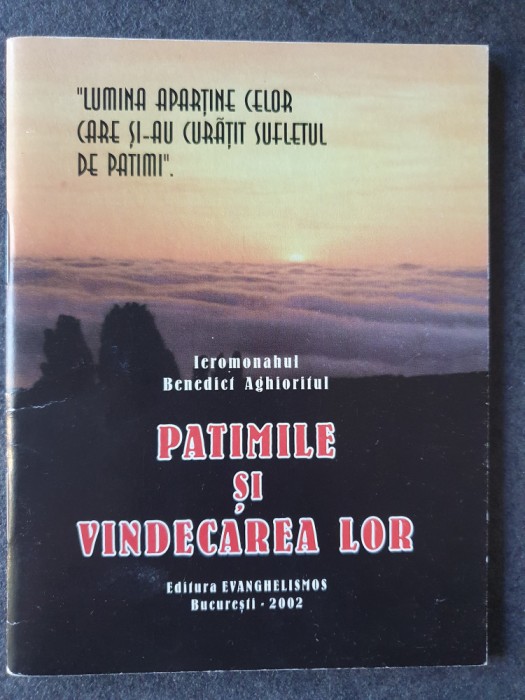 "LUMINA APARȚINE CELOR
CARE ȘI-AU CURĂȚIT SUFLETUL
DE PATIMI".
Ieromonahul
Benedict Aghioritul
PATIMILE
ȘI
VINDECAREA LOR
Editura EVANGHELISMOS
București - 2002